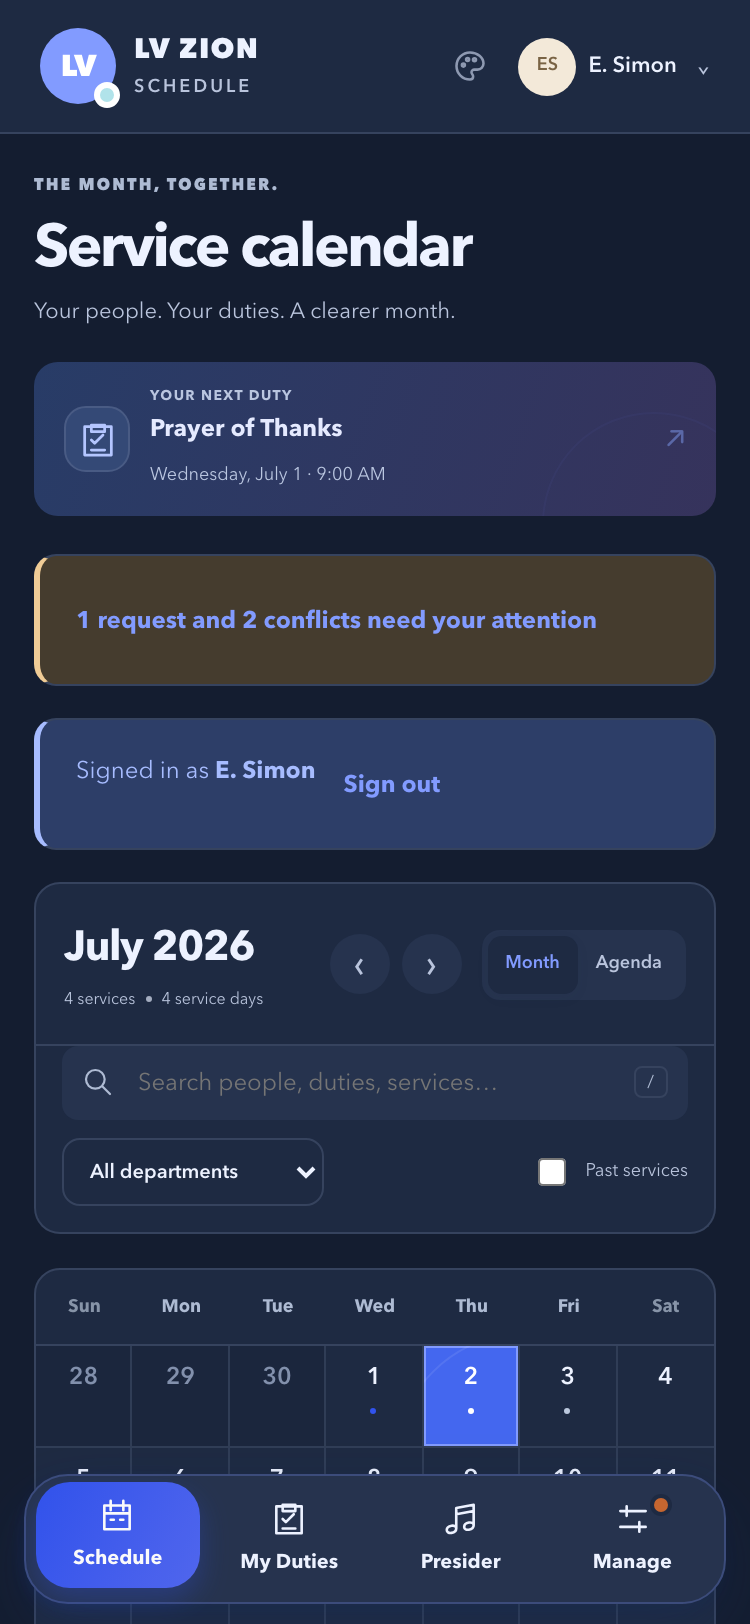 LV
LV ZION
SCHEDULE
ES
E. Simon
THE MONTH, TOGETHER.
Service calendar
Your people. Your duties. A clearer month.
YOUR NEXT DUTY
Prayer of Thanks
Wednesday, July 1 · 9:00 AM
1 request and 2 conflicts need your attention
Signed in as E. Simon
Sign out
July 2026
4 services • 4 service days
Month
Agenda
Search people, duties, services…
/
All departments
Past services
Sun Mon Tue Wed Thu Fri Sat
28 29 30 1 2 3 4
Schedule
My Duties
Presider
Manage